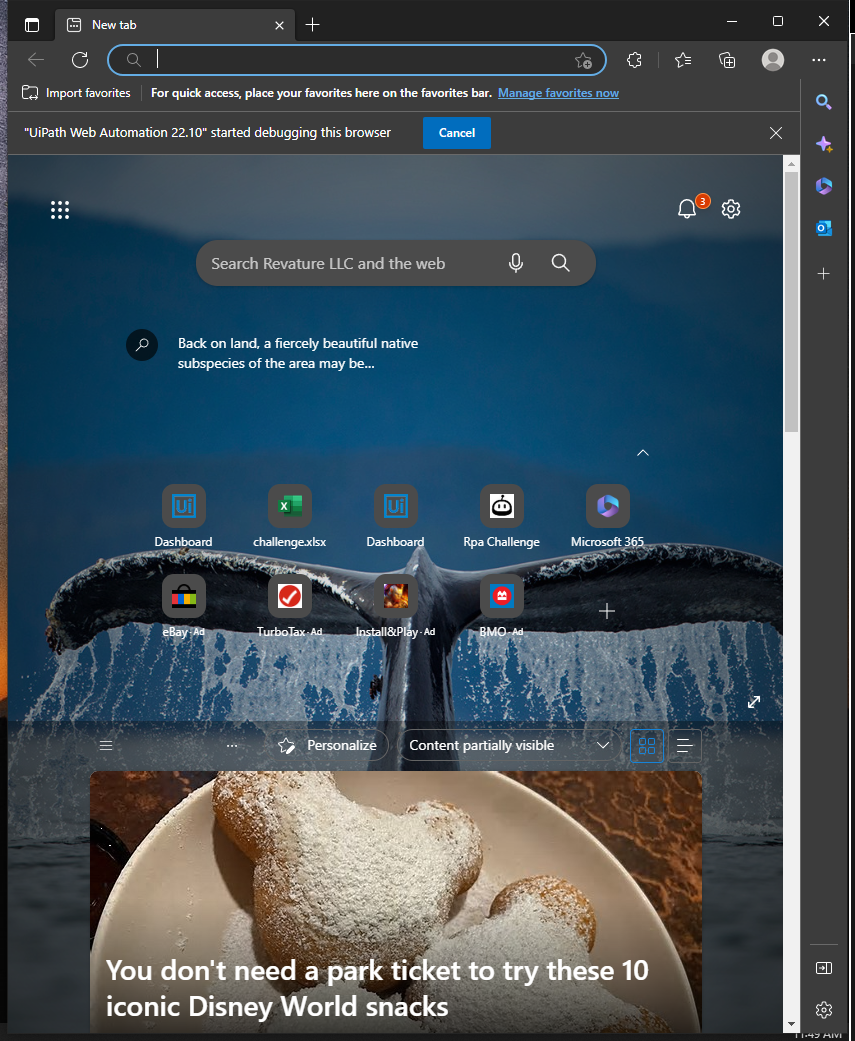 New tab
Import favorites
For quick access, place your favorites here on the favorites bar. Manage favorites now
"UiPath Web Automation 22.10" started debugging this browser
Cancel
3
Search Revature LLC and the web
Back on land, a fiercely beautiful native
subspecies of the area may be...
Ui
X
Ui
Dashboard
challenge.xlsx
Dashboard
Rpa Challenge
Microsoft 365
eBay · Ad
TurboTax · Ad
Install&Play · Ad
BMO · Ad
Personalize
Content partially visible
You don't need a park ticket to try these 10
iconic Disney World snacks
11:49 AM